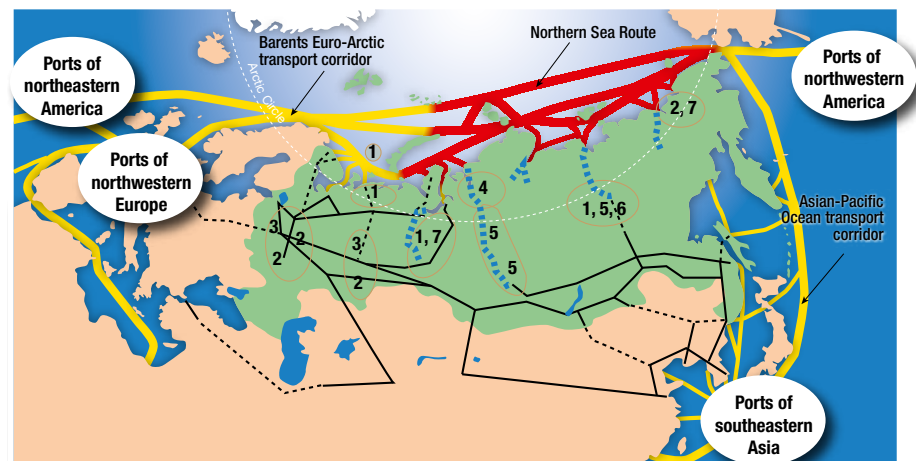 Barents Euro-Arctic
transport corridor
Northern Sea Route
Ports of
northeastern
America
Ports of
northwestern
America
Arctic Circle
Ports of
northwestern
Europe
1
2, 7
1
4
1, 5, 6
Asian-Pacific
Ocean transport
corridor
3
2
2
3
2
1, 7
5
5
Ports of
southeastern
Asia